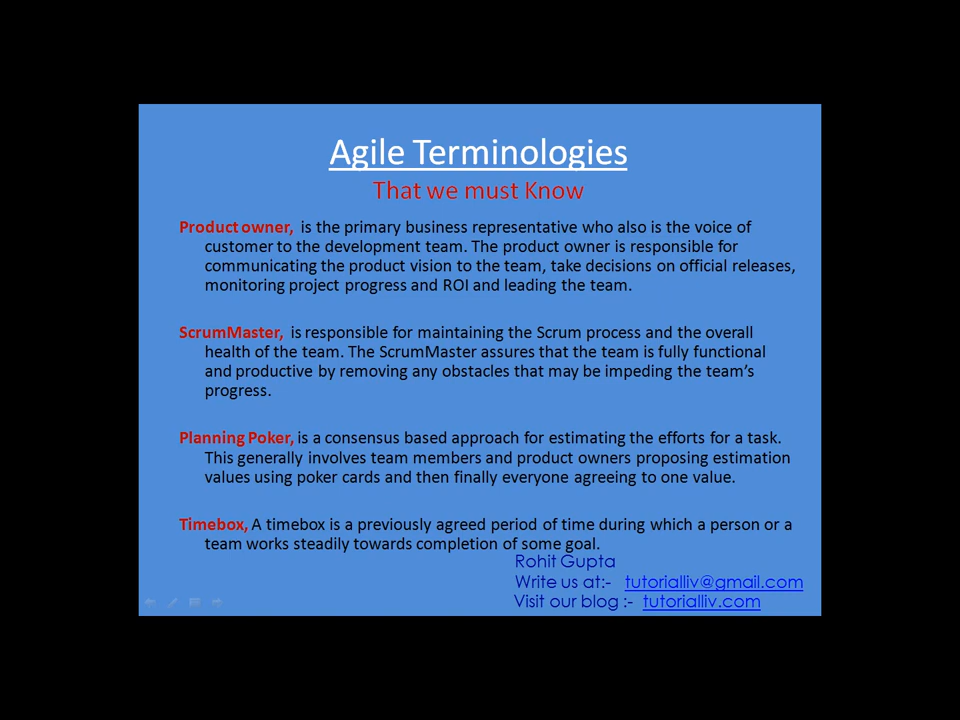 Agile Terminologies
That we must Know
Product owner, is the primary business representative who also is the voice of
customer to the development team. The product owner is responsible for
communicating the product vision to the team, take decisions on official releases,
monitoring project progress and ROI and leading the team.
ScrumMaster, is responsible for maintaining the Scrum process and the overall
health of the team. The ScrumMaster assures that the team is fully functional
and productive by removing any obstacles that may be impeding the team's
progress.
Planning Poker, is a consensus based approach for estimating the efforts for a task.
This generally involves team members and product owners proposing estimation
values using poker cards and then finally everyone agreeing to one value.
Timebox, A timebox is a previously agreed period of time during which a person or a
team works steadily towards completion of some goal.
Rohit Gupta
Write us at:- tutorialliv@gmail.com
Visit our blog :- tutorialliv.com